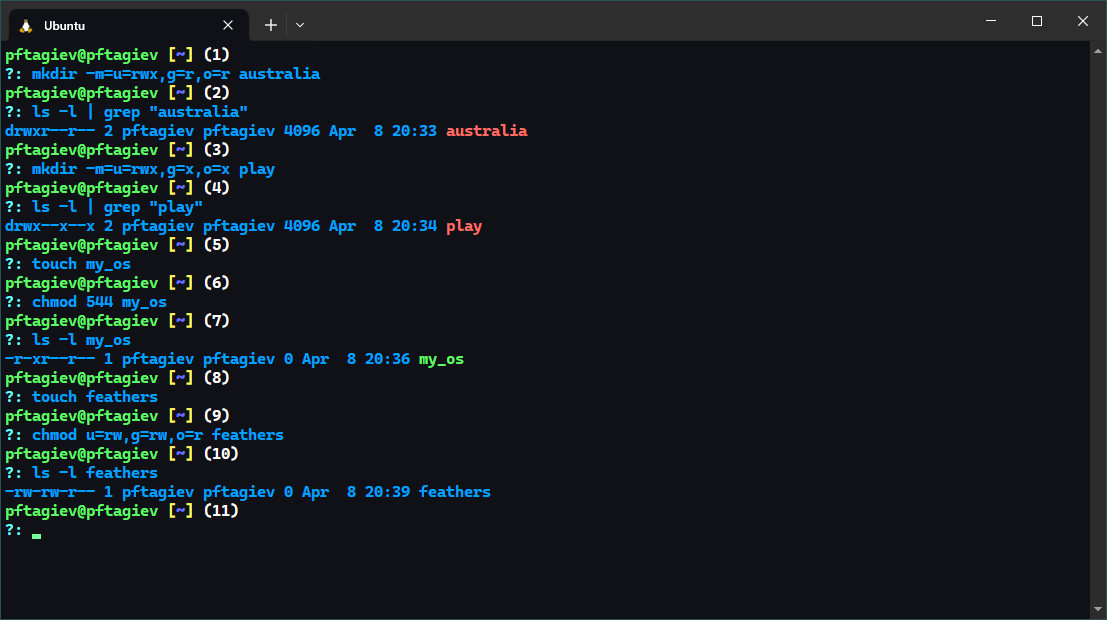 Ubuntu
pftagiev@pftagiev [~] (1)
?: mkdir -m=u=rwx,g=r,o=r australia
pftagiev@pftagiev [~] (2)
?: ls -l | grep "australia"
drwxr--r-- 2 pftagiev pftagiev 4096 Apr  8 20:33 australia
pftagiev@pftagiev [~] (3)
?: mkdir -m=u=rwx,g=x,o=x play
pftagiev@pftagiev [~] (4)
?: ls -l | grep "play"
drwx--x--x 2 pftagiev pftagiev 4096 Apr  8 20:34 play
pftagiev@pftagiev [~] (5)
?: touch my_os
pftagiev@pftagiev [~] (6)
?: chmod 544 my_os
pftagiev@pftagiev [~] (7)
?: ls -l my_os
-r-xr--r-- 1 pftagiev pftagiev 0 Apr  8 20:36 my_os
pftagiev@pftagiev [~] (8)
?: touch feathers
pftagiev@pftagiev [~] (9)
?: chmod u=rw,g=rw,o=r feathers
pftagiev@pftagiev [~] (10)
?: ls -l feathers
-rw-rw-r-- 1 pftagiev pftagiev 0 Apr  8 20:39 feathers
pftagiev@pftagiev [~] (11)
?: